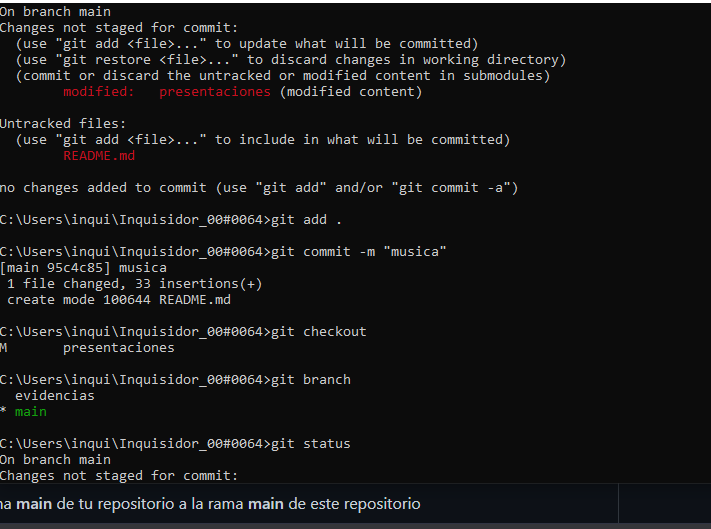 On branch main
Changes not staged for commit:
  (use "git add <file>..." to update what will be committed)
  (use "git restore <file>..." to discard changes in working directory)
  (commit or discard the untracked or modified content in submodules)
        modified:   presentaciones (modified content)

Untracked files:
  (use "git add <file>..." to include in what will be committed)
        README.md

no changes added to commit (use "git add" and/or "git commit -a")

C:\Users\inqui\Inquisidor_00#0064>git add .

C:\Users\inqui\Inquisidor_00#0064>git commit -m "musica"
[main 95c4c85] musica
 1 file changed, 33 insertions(+)
 create mode 100644 README.md

C:\Users\inqui\Inquisidor_00#0064>git checkout
M       presentaciones

C:\Users\inqui\Inquisidor_00#0064>git branch
  evidencias
* main

C:\Users\inqui\Inquisidor_00#0064>git status
On branch main
Changes not staged for commit:
main de tu repositorio a la rama main de este repositorio